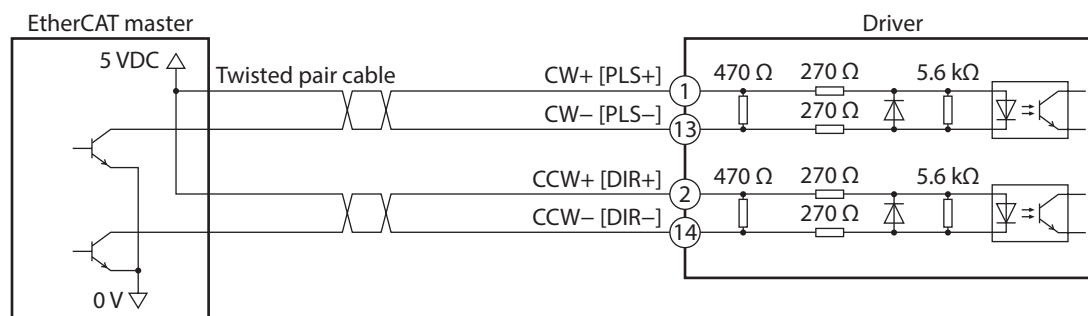 EtherCAT master
Driver
5 VDC
Twisted pair cable
CW+ [PLS+]
1
470 Ω
270 Ω
5.6 kΩ
CW– [PLS–]
13
270 Ω
CCW+ [DIR+]
2
470 Ω
270 Ω
5.6 kΩ
CCW– [DIR–]
14
270 Ω
0 V